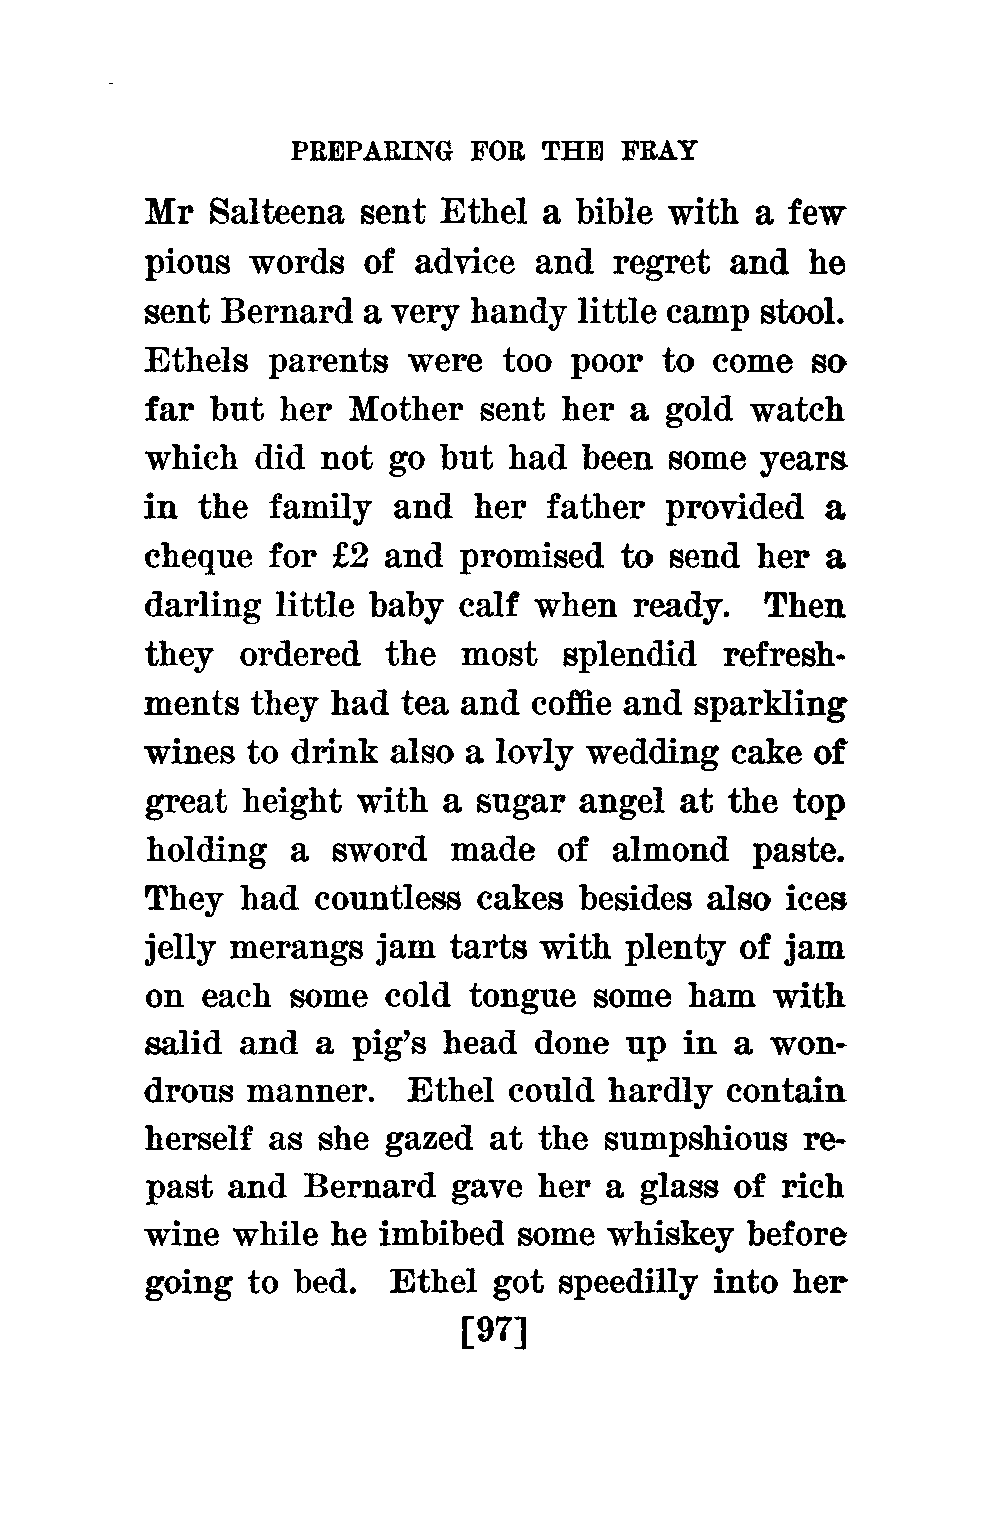 PREPARING FOR THE FRAY
Mr Salteena sent Ethel a bible with a few
pious words of advice and regret and he
sent Bernard a very handy little camp stool.
Ethels parents were too poor to come so
far but her Mother sent her a gold watch
which did not go but had been some years
in the family and her father provided a
cheque for £2 and promised to send her a
darling little baby calf when ready. Then
they ordered the most splendid refresh-
ments they had tea and coffie and sparkling
wines to drink also a lovly wedding cake of
great height with a sugar angel at the top
holding a sword made of almond paste.
They had countless cakes besides also ices
jelly merangs jam tarts with plenty of jam
on each some cold tongue some ham with
salid and a pig's head done up in a won-
drous manner. Ethel could hardly contain
herself as she gazed at the sumpshious re-
past and Bernard gave her a glass of rich
wine while he imbibed some whiskey before
going to bed. Ethel got speedilly into her
[97]